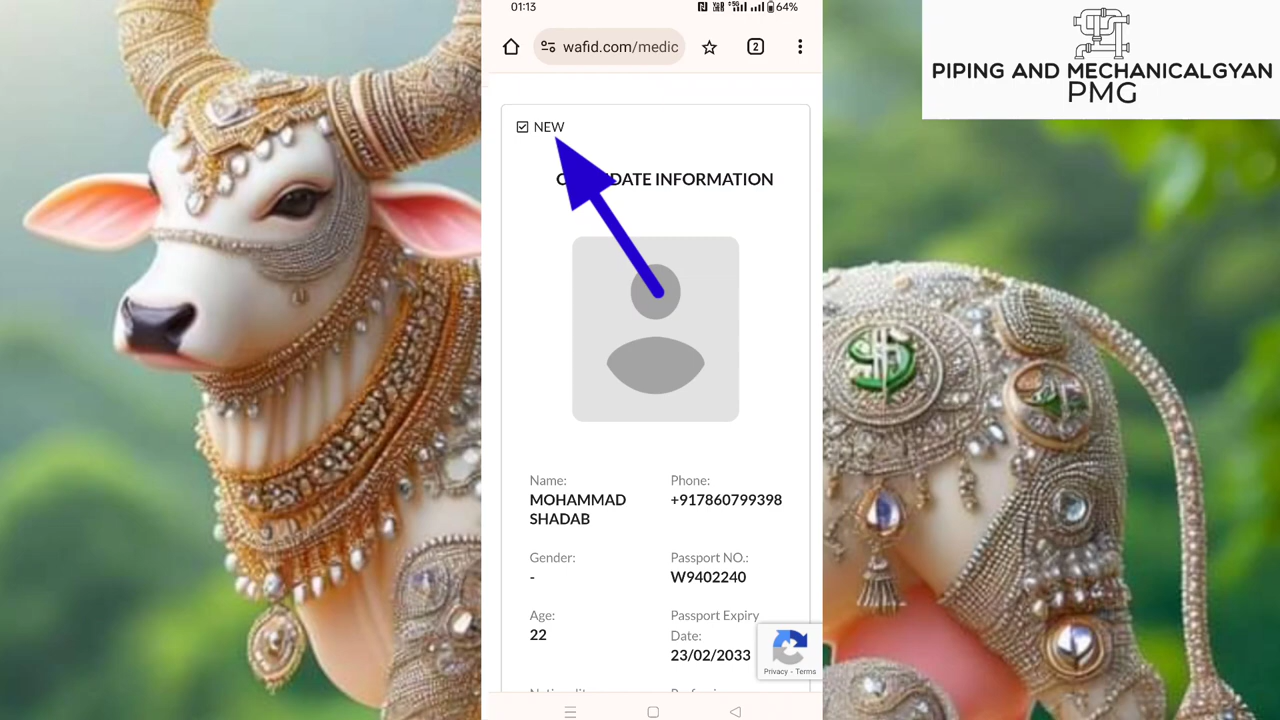 01:13
64%
wafid.com/medic
2
PIPING AND MECHANICALGYAN
PMG
NEW
INFORMATION
Name:
MOHAMMAD
SHADAB
Phone:
+917860799398
Gender:
-
Passport NO.:
W9402240
Age:
22
Passport Expiry
Date:
23/02/2033
Privacy - Terms